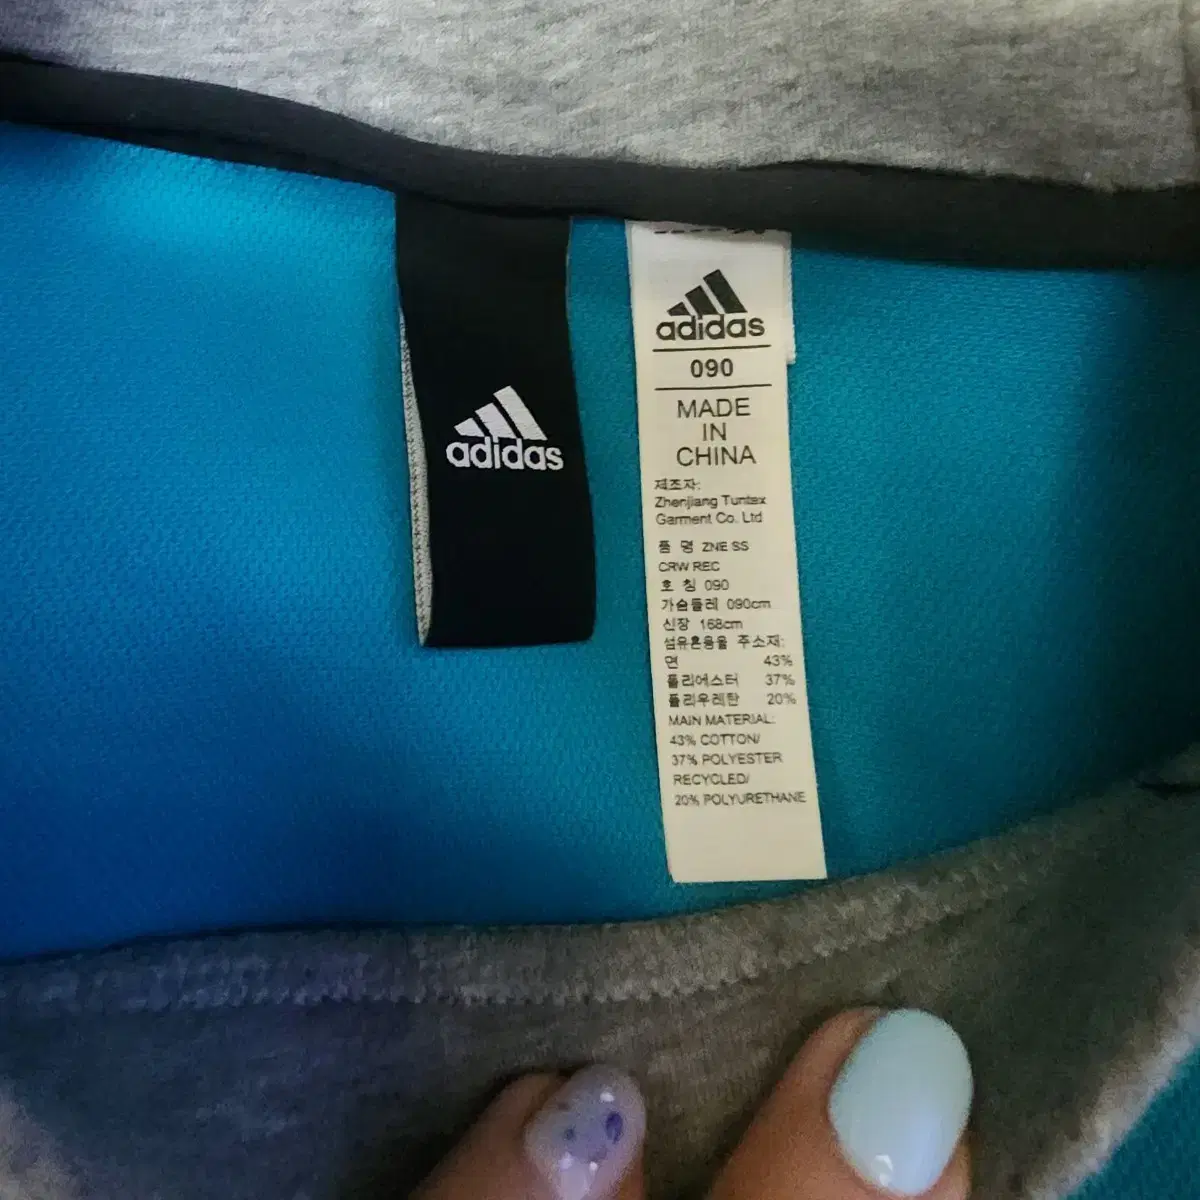 adidas
adidas
090
MADE
IN
CHINA
제조자:
Zhenjiang Tuntex
Garment Co. Ltd
품 명 ZNE SS
CRW REC
호 칭 090
가슴둘레 090cm
신장 168cm
섬유혼용율 주소재:
면 43%
폴리에스터 37%
폴리우레탄 20%
MAIN MATERIAL:
43% COTTON/
37% POLYESTER
RECYCLED/
20% POLYURETHANE